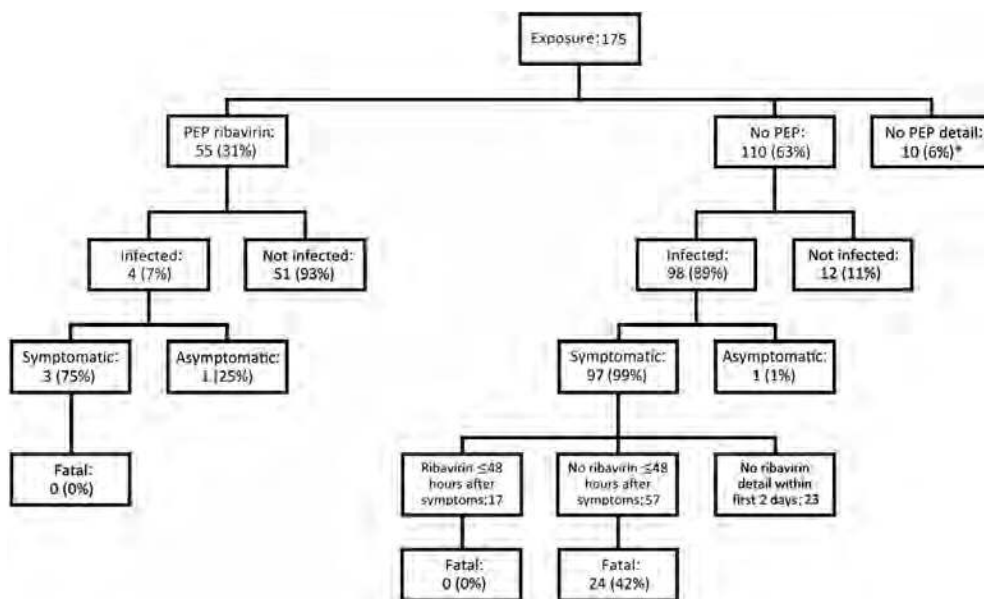 Exposure: 175
PEP ribavirin:
55 (31%)
No PEP:
110 (63%)
No PEP detail:
10 (6%)*
Infected:
4 (7%)
Not infected:
51 (93%)
Infected:
98 (89%)
Not infected:
12 (11%)
Symptomatic:
3 (75%)
Asymptomatic:
1 (25%)
Symptomatic:
97 (99%)
Asymptomatic:
1 (1%)
Fatal:
0 (0%)
Ribavirin ≤48
hours after
symptoms: 17
No ribavirin ≤48
hours after
symptoms: 57
No ribavirin
detail within
first 2 days: 23
Fatal:
0 (0%)
Fatal:
24 (42%)